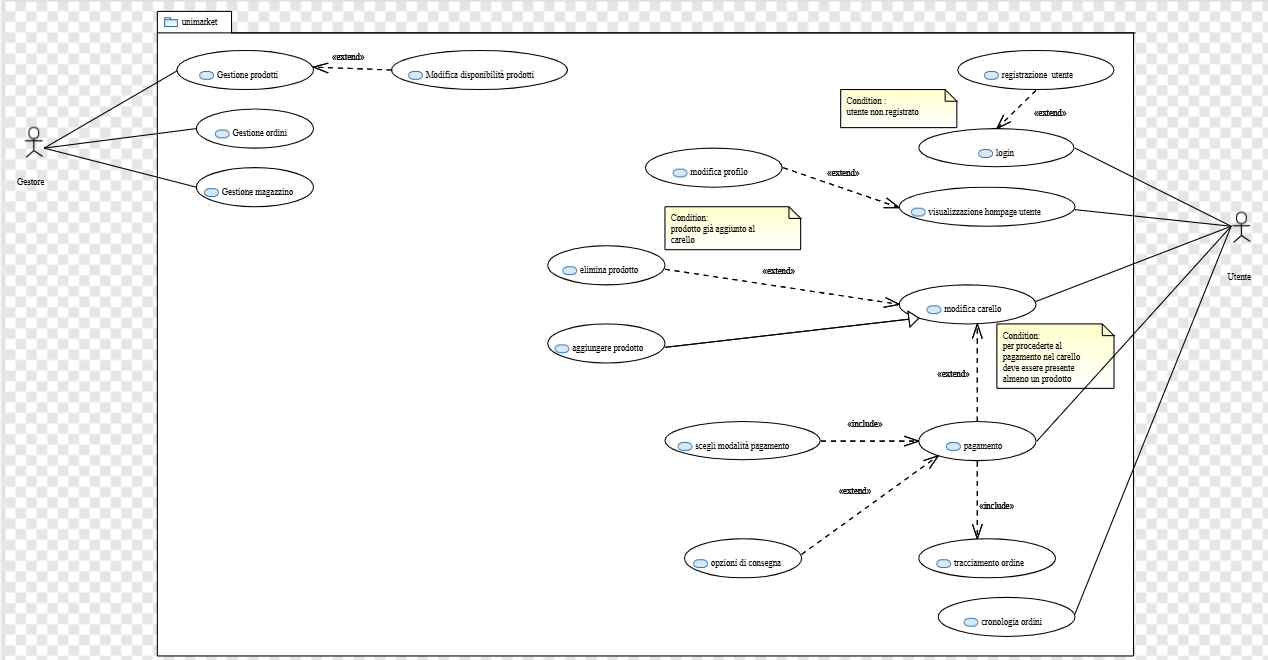 unimarket
Gestione prodotti
«extend»
Modifica disponibilità prodotti
registrazione utente
Condition :
utente non registrato
«extend»
Gestione ordini
login
Gestore
Gestione magazzino
modifica profilo
«extend»
visualizzazione hompage utente
Condition:
prodotto già aggiunto al
carello
Utente
elimina prodotto
«extend»
modifica carello
aggiungere prodotto
Condition:
per procederte al
pagamento nel carello
deve essere presente
almeno un prodotto
«extend»
«include»
scegli modalità pagamento
pagamento
«extend»
«include»
opzioni di consegna
tracciamento ordine
cronologia ordini